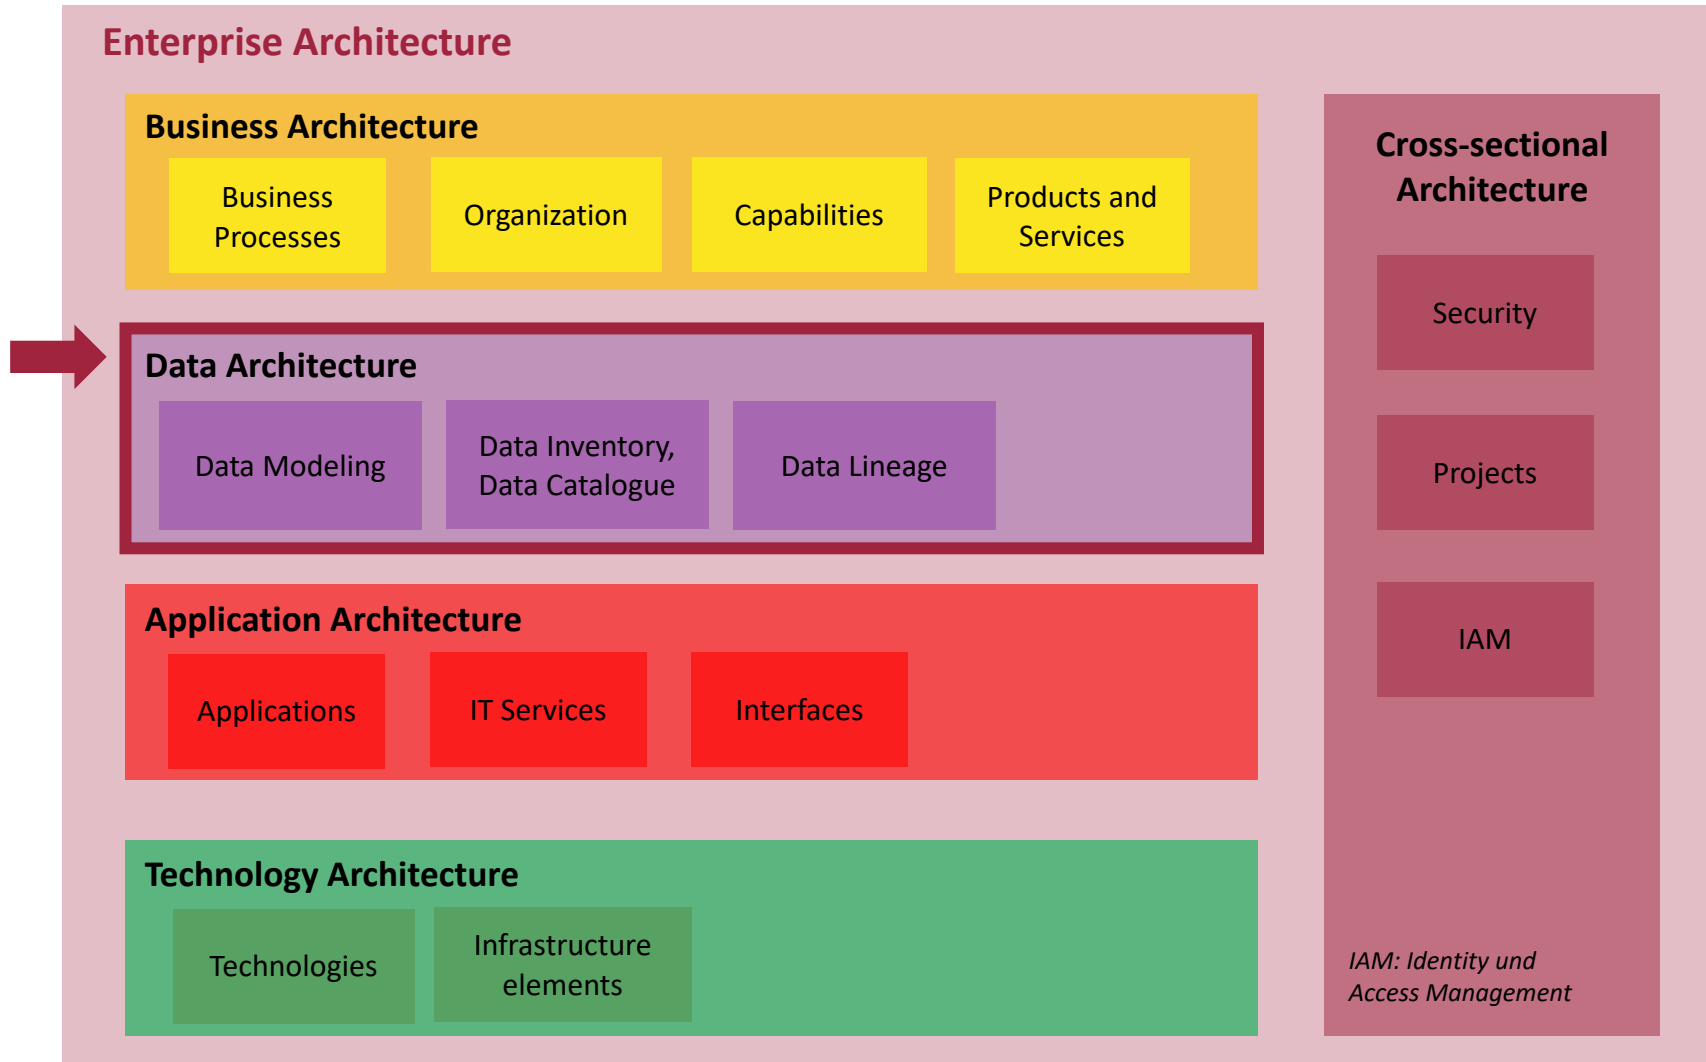 Enterprise Architecture
Business Architecture
Business
Processes
Organization
Capabilities
Products and
Services
Data Architecture
Data Modeling
Data Inventory,
Data Catalogue
Data Lineage
Application Architecture
Applications
IT Services
Interfaces
Technology Architecture
Technologies
Infrastructure
elements
Cross-sectional
Architecture
Security
Projects
IAM
IAM: Identity und
Access Management